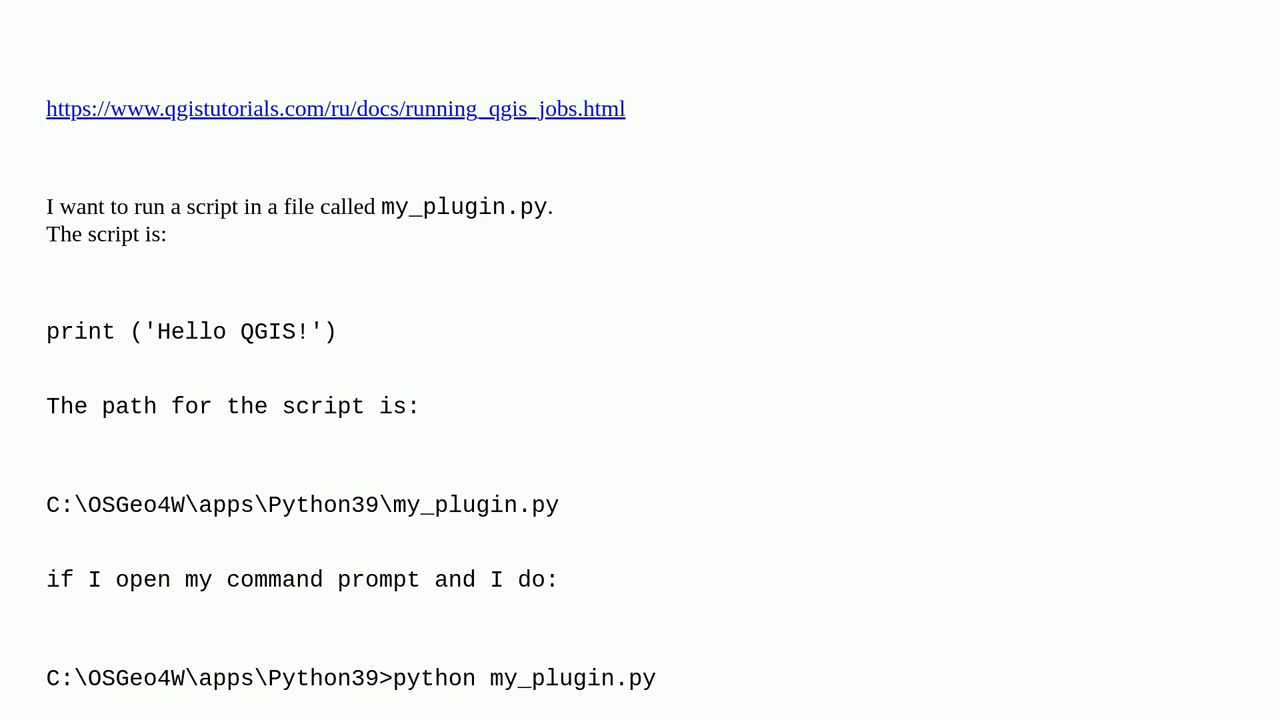 https://www.qgistutorials.com/ru/docs/running_qgis_jobs.html
I want to run a script in a file called my_plugin.py.
The script is:
print ('Hello QGIS!')
The path for the script is:
C:\OSGeo4W\apps\Python39\my_plugin.py
if I open my command prompt and I do:
C:\OSGeo4W\apps\Python39>python my_plugin.py